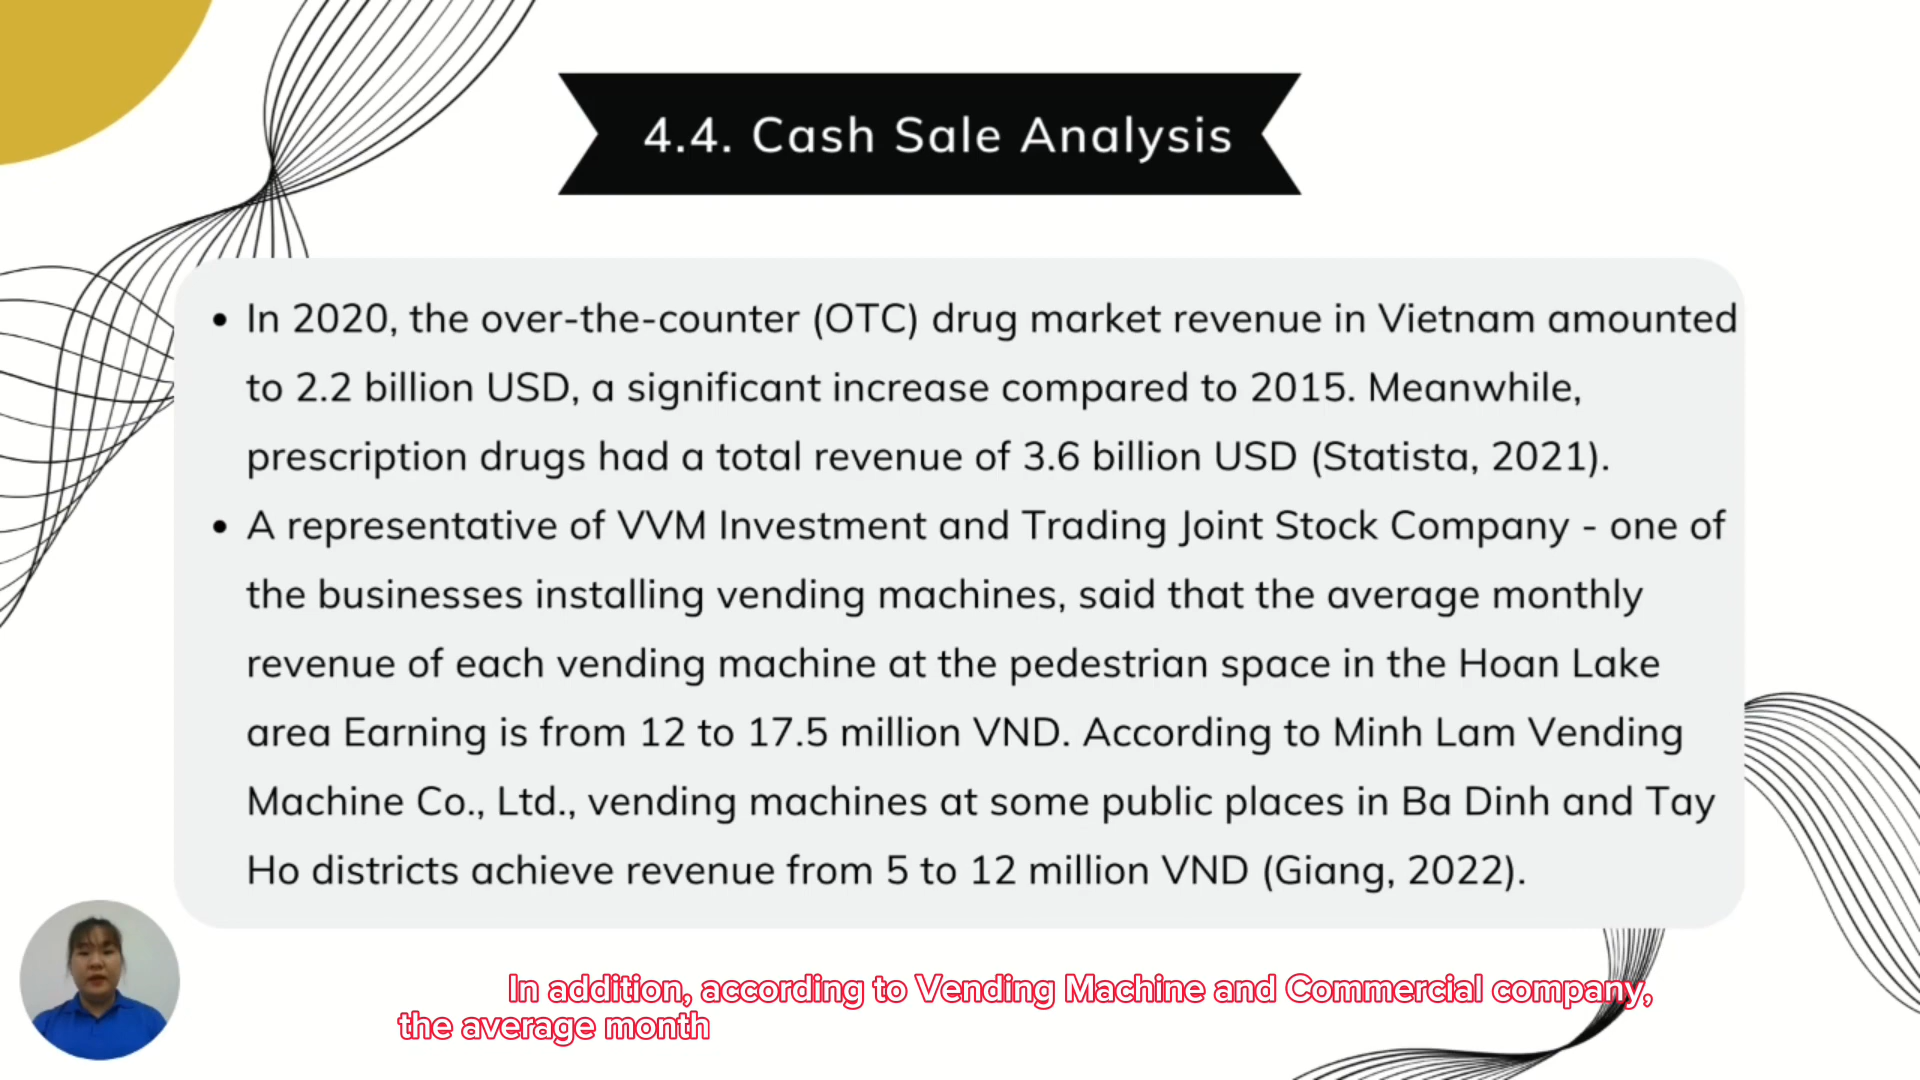 4.4. Cash Sale Analysis
• In 2020, the over-the-counter (OTC) drug market revenue in Vietnam amounted
to 2.2 billion USD, a significant increase compared to 2015. Meanwhile,
prescription drugs had a total revenue of 3.6 billion USD (Statista, 2021).
• A representative of VVM Investment and Trading Joint Stock Company - one of
the businesses installing vending machines, said that the average monthly
revenue of each vending machine at the pedestrian space in the Hoan Lake
area Earning is from 12 to 17.5 million VND. According to Minh Lam Vending
Machine Co., Ltd., vending machines at some public places in Ba Dinh and Tay
Ho districts achieve revenue from 5 to 12 million VND (Giang, 2022).
In addition, according to Vending Machine and Commercial company,
the average month